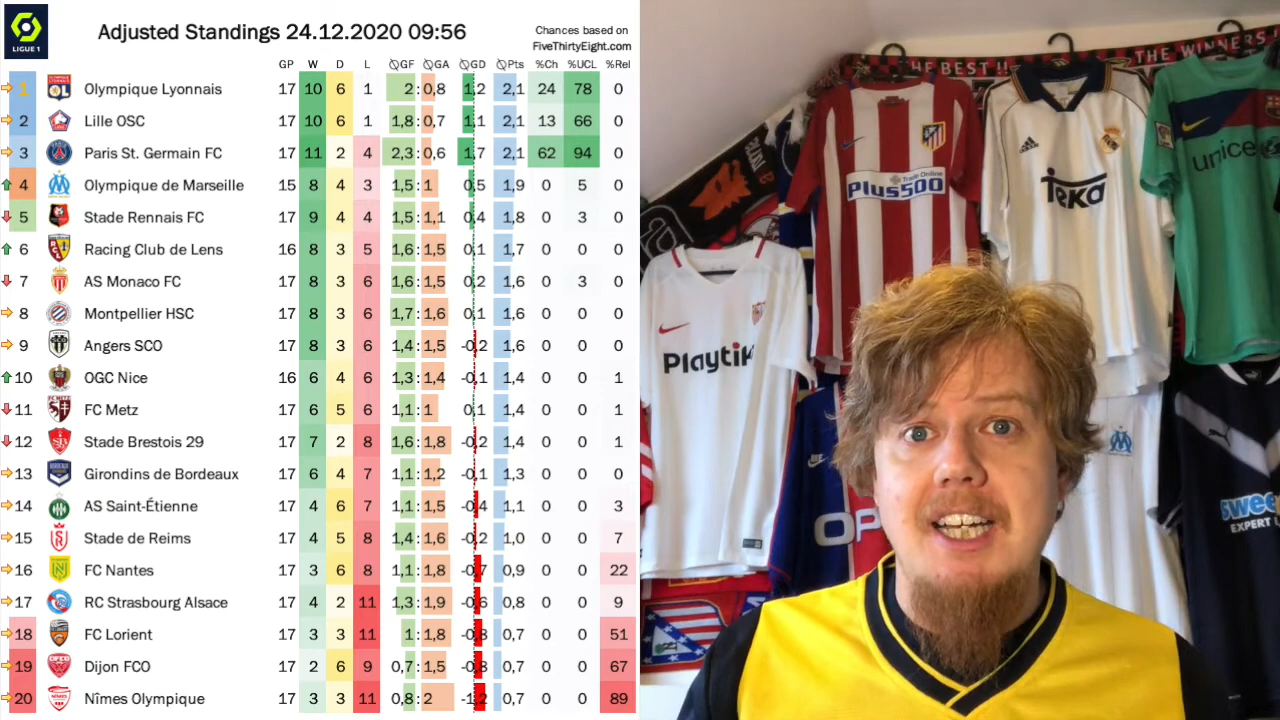 LIGUE 1
Adjusted Standings 24.12.2020 09:56
Chances based on
FiveThirtyEight.com
GP W D L ∅GF ∅GA ∅GD ∅Pts %Ch %UCL %Rel
1 Olympique Lyonnais 17 10 6 1 2 : 0,8 1,2 2,1 24 78 0
2 Lille OSC 17 10 6 1 1,8 : 0,7 1,1 2,1 13 66 0
3 Paris St. Germain FC 17 11 2 4 2,3 : 0,6 1,7 2,1 62 94 0
4 Olympique de Marseille 15 8 4 3 1,5 : 1 0,5 1,9 0 5 0
5 Stade Rennais FC 17 9 4 4 1,5 : 1,1 0,4 1,8 0 3 0
6 Racing Club de Lens 16 8 3 5 1,6 : 1,5 0,1 1,7 0 0 0
7 AS Monaco FC 17 8 3 6 1,6 : 1,5 0,2 1,6 0 3 0
8 Montpellier HSC 17 8 3 6 1,7 : 1,6 0,1 1,6 0 0 0
9 Angers SCO 17 8 3 6 1,4 : 1,5 -0,2 1,6 0 0 0
10 OGC Nice 16 6 4 6 1,3 : 1,4 -0,1 1,4 0 0 1
11 FC Metz 17 6 5 6 1,1 : 1 0,1 1,4 0 0 1
12 Stade Brestois 29 17 7 2 8 1,6 : 1,8 -0,2 1,4 0 0 1
13 Girondins de Bordeaux 17 6 4 7 1,1 : 1,2 -0,1 1,3 0 0 0
14 AS Saint-Étienne 17 4 6 7 1,1 : 1,5 -0,4 1,1 0 0 3
15 Stade de Reims 17 4 5 8 1,4 : 1,6 -0,2 1,0 0 0 7
16 FC Nantes 17 3 6 8 1,1 : 1,8 -0,7 0,9 0 0 22
17 RC Strasbourg Alsace 17 4 2 11 1,3 : 1,9 -0,6 0,8 0 0 9
18 FC Lorient 17 3 3 11 1 : 1,8 -0,8 0,7 0 0 51
19 Dijon FCO 17 2 6 9 0,7 : 1,5 -0,8 0,7 0 0 67
20 Nîmes Olympique 17 3 3 11 0,8 : 2 -1,2 0,7 0 0 89
THE BEST !!
THE WINNERS !
Trade Online
Plus500
adidas
Teka
unice
Playtik
OP
swee
EXPERT